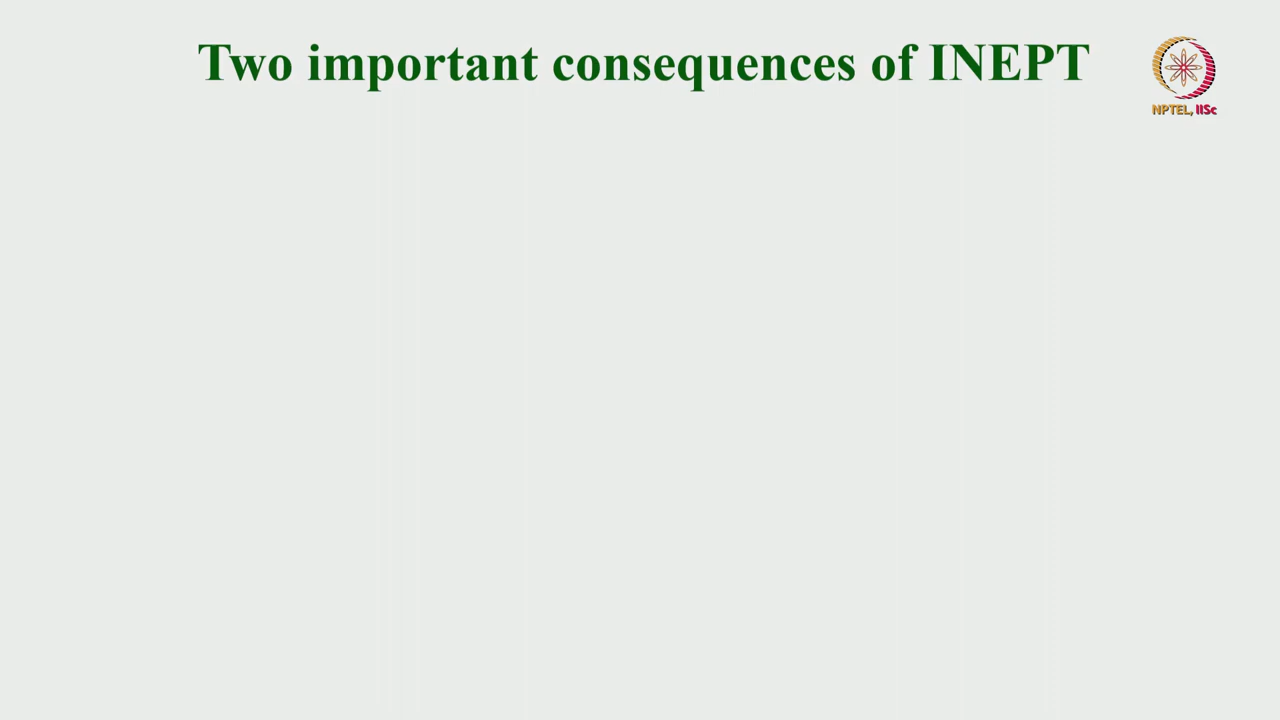 Two important consequences of INEPT
NPTEL, IISc